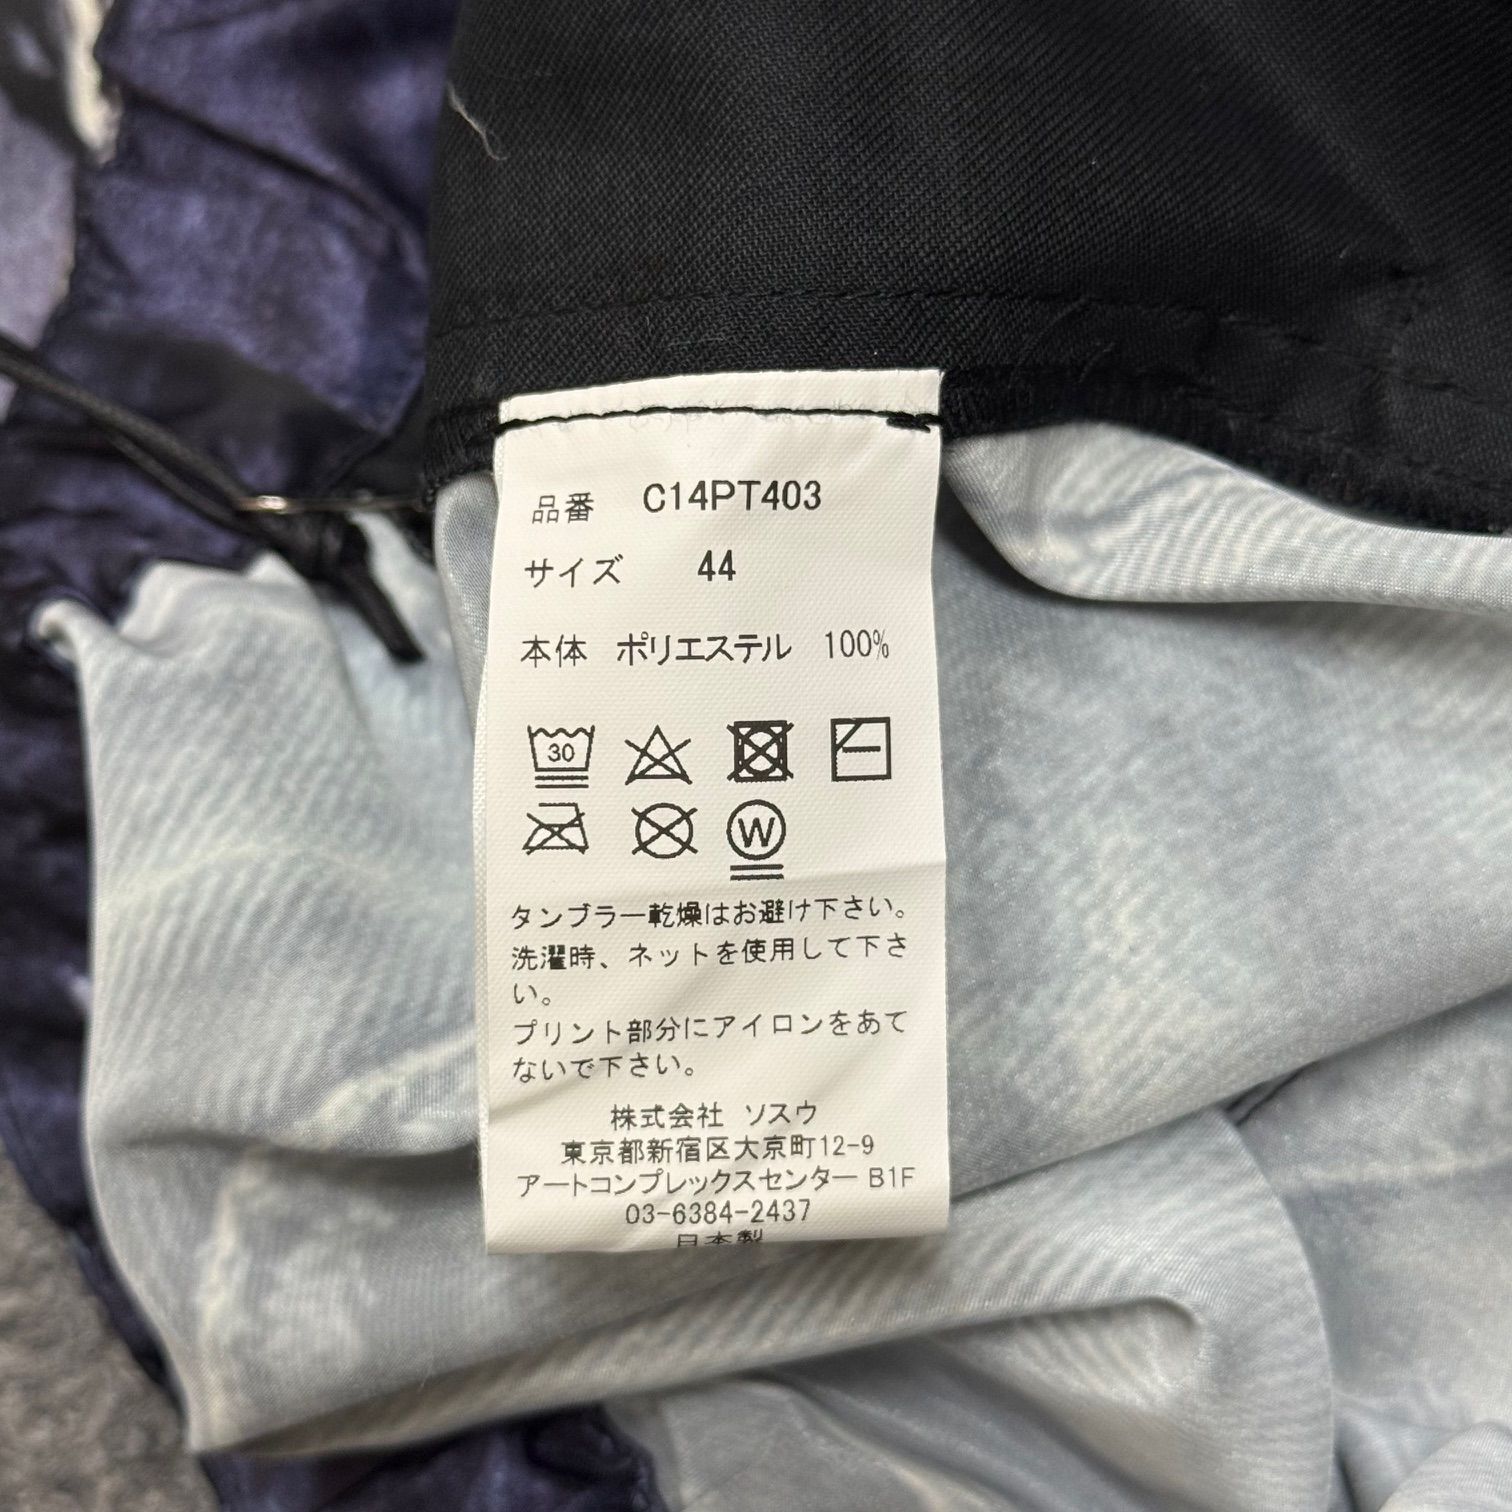 品番 C14PT403
サイズ 44
本体 ポリエステル 100%
30
W
タンブラー乾燥はお避け下さい。
洗濯時、ネットを使用して下さ
い。
プリント部分にアイロンをあて
ないで下さい。
株式会社 ソスウ
東京都新宿区大京町12-9
アートコンプレックスセンター B1F
03-6384-2437
日本製